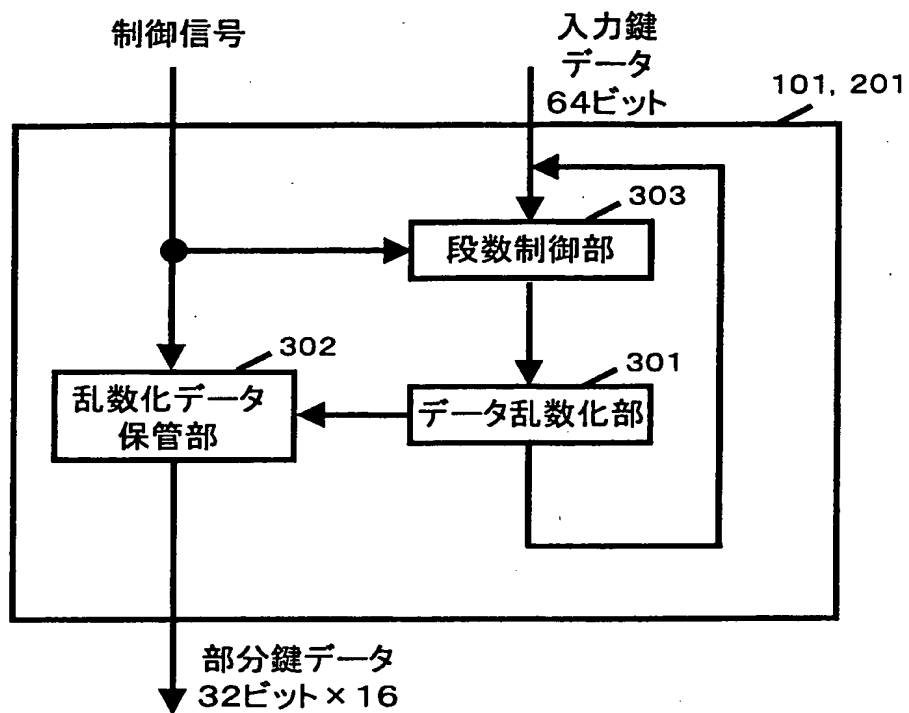 制御信号
入力鍵
データ
64ビット
101, 201
303
段数制御部
302
乱数化データ
保管部
301
データ乱数化部
部分鍵データ
32ビット×16